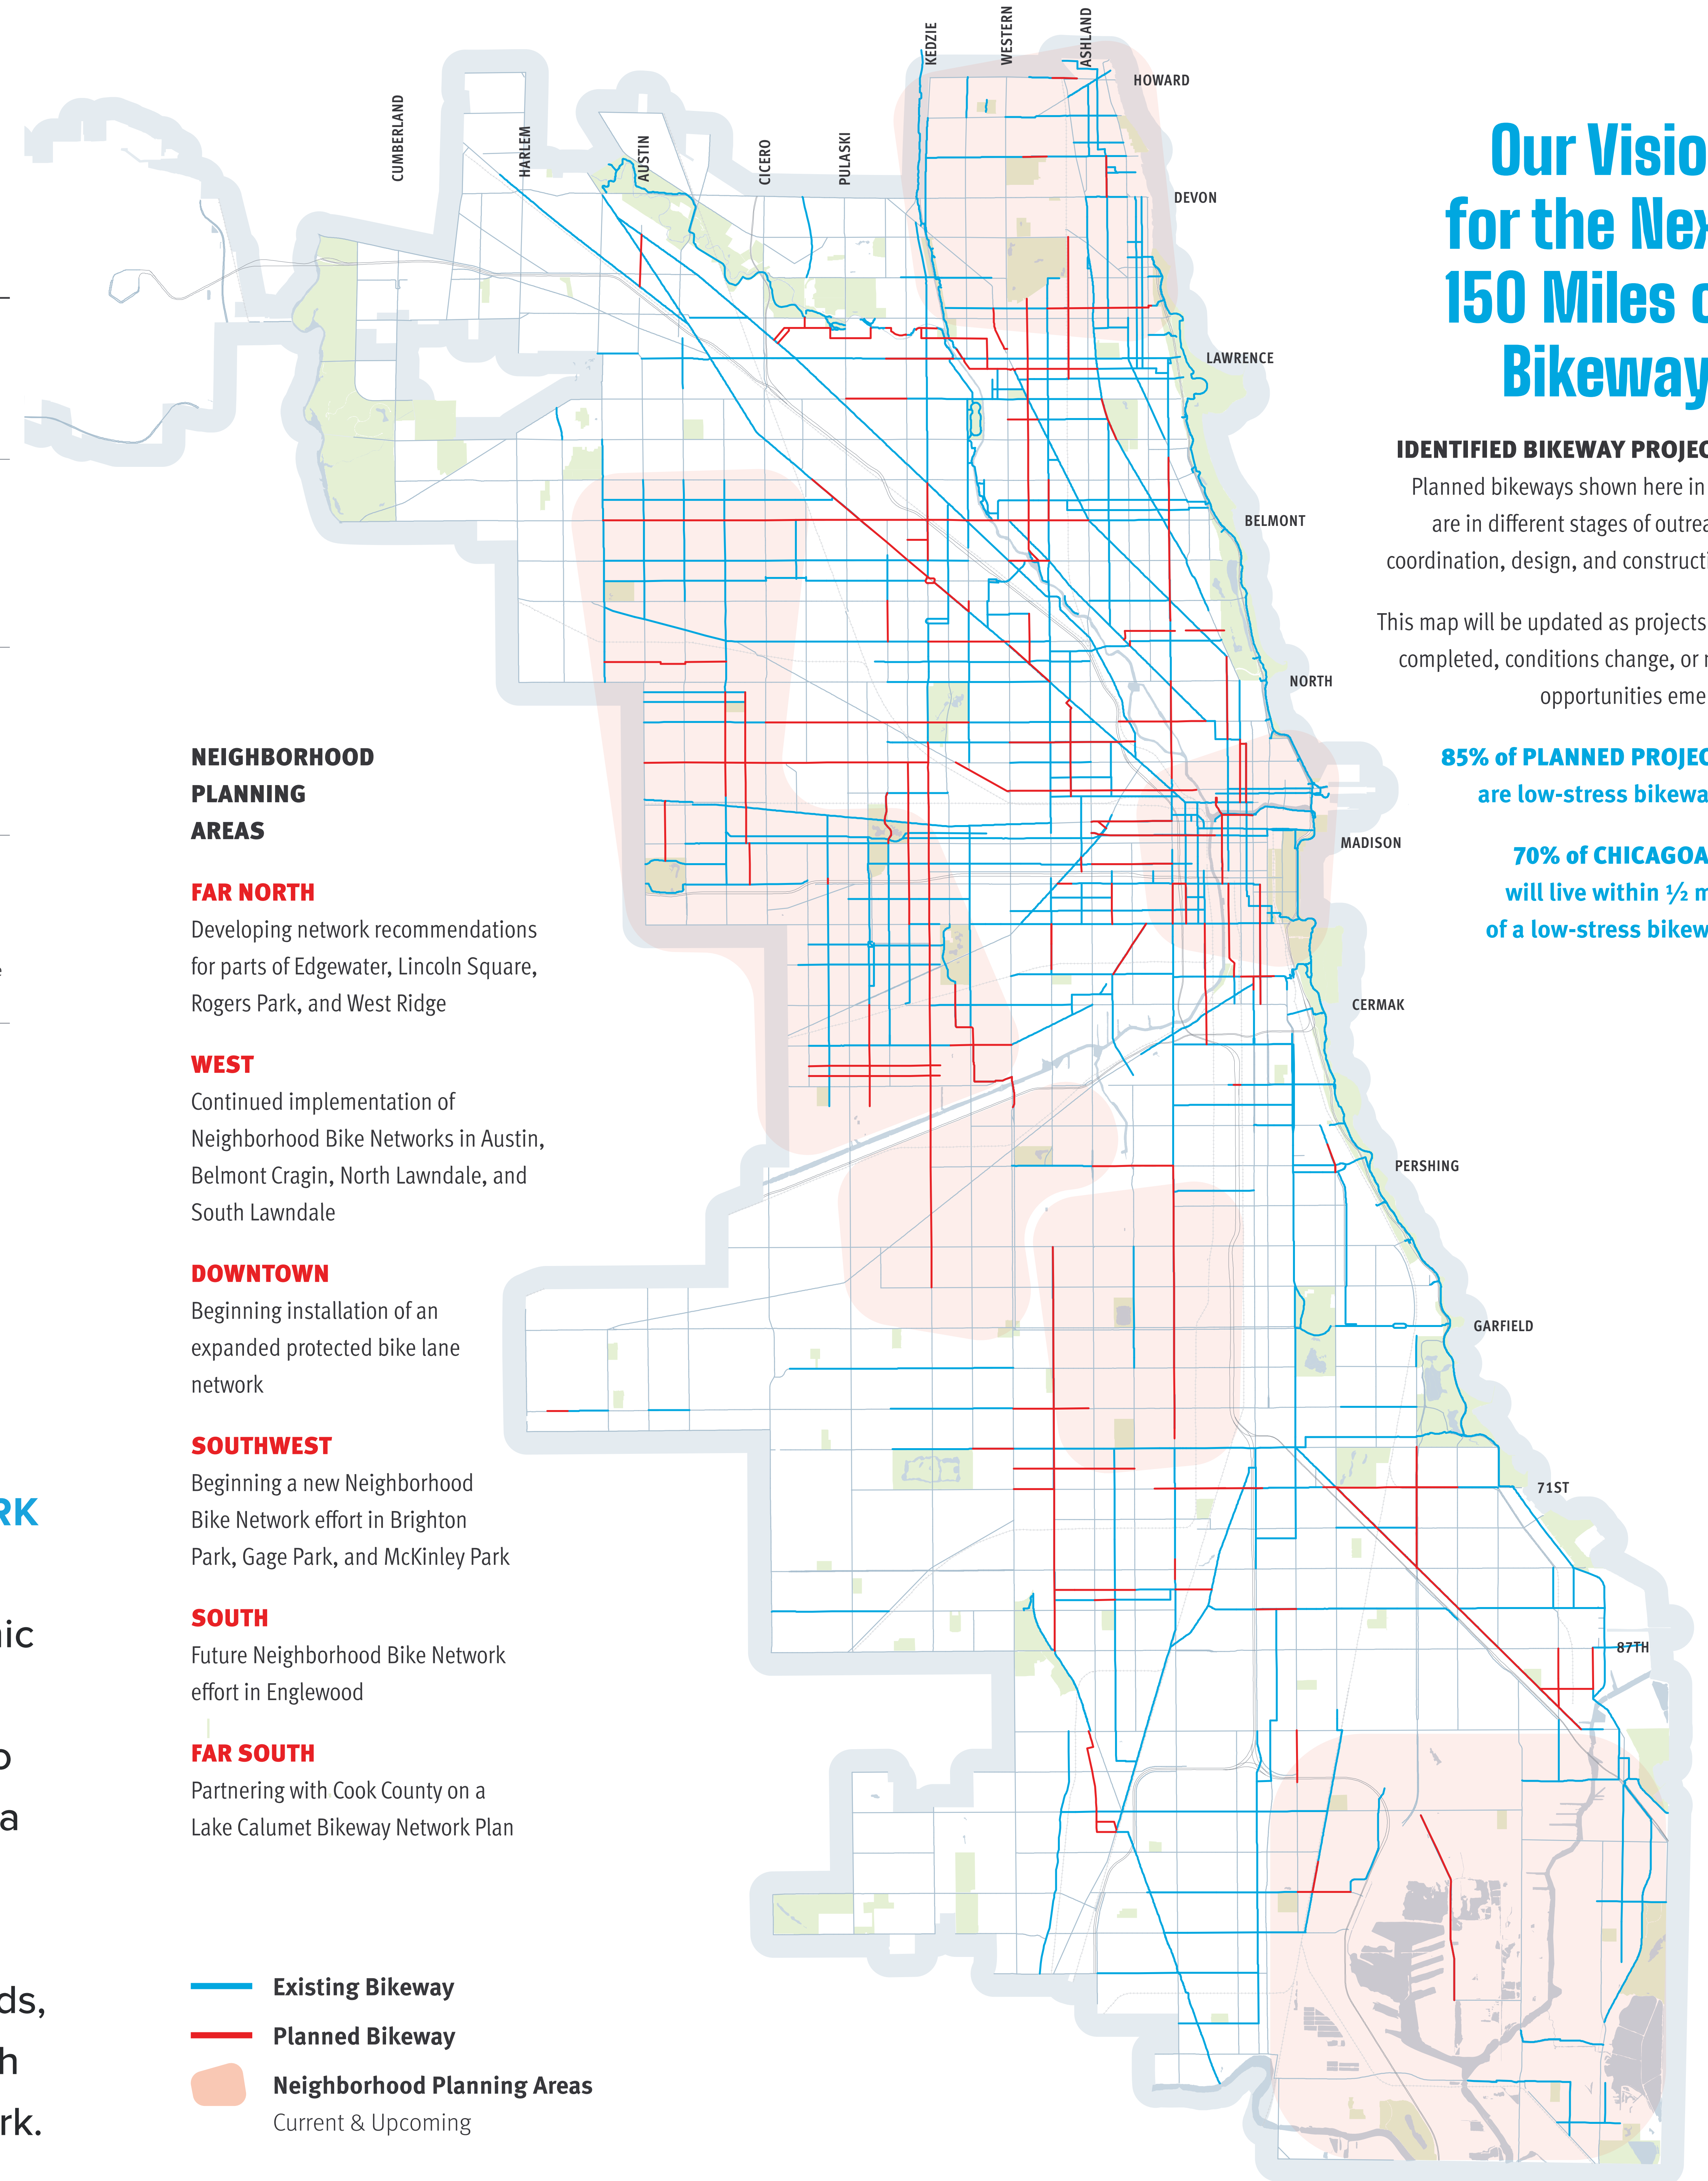 KEDZIE
WESTERN
ASHLAND
HOWARD
CUMBERLAND
HARLEM
AUSTIN
CICERO
PULASKI
DEVON
LAWRENCE
BELMONT
NORTH
MADISON
CERMAK
PERSHING
GARFIELD
71ST
87TH
Our Visio
for the Nex
150 Miles o
Bikeway
IDENTIFIED BIKEWAY PROJEC
Planned bikeways shown here in
are in different stages of outrea
coordination, design, and constructi
This map will be updated as projects
completed, conditions change, or
opportunities eme
85% of PLANNED PROJEC
are low-stress bikewa
70% of CHICAGOA
will live within ½ m
of a low-stress bikew
NEIGHBORHOOD
PLANNING
AREAS
FAR NORTH
Developing network recommendations
for parts of Edgewater, Lincoln Square,
Rogers Park, and West Ridge
WEST
Continued implementation of
Neighborhood Bike Networks in Austin,
Belmont Cragin, North Lawndale, and
South Lawndale
DOWNTOWN
Beginning installation of an
expanded protected bike lane
network
SOUTHWEST
Beginning a new Neighborhood
Bike Network effort in Brighton
Park, Gage Park, and McKinley Park
SOUTH
Future Neighborhood Bike Network
effort in Englewood
FAR SOUTH
Partnering with Cook County on a
Lake Calumet Bikeway Network Plan
Existing Bikeway
Planned Bikeway
Neighborhood Planning Areas
Current & Upcoming
RK
ic
a
ds,
h
rk.